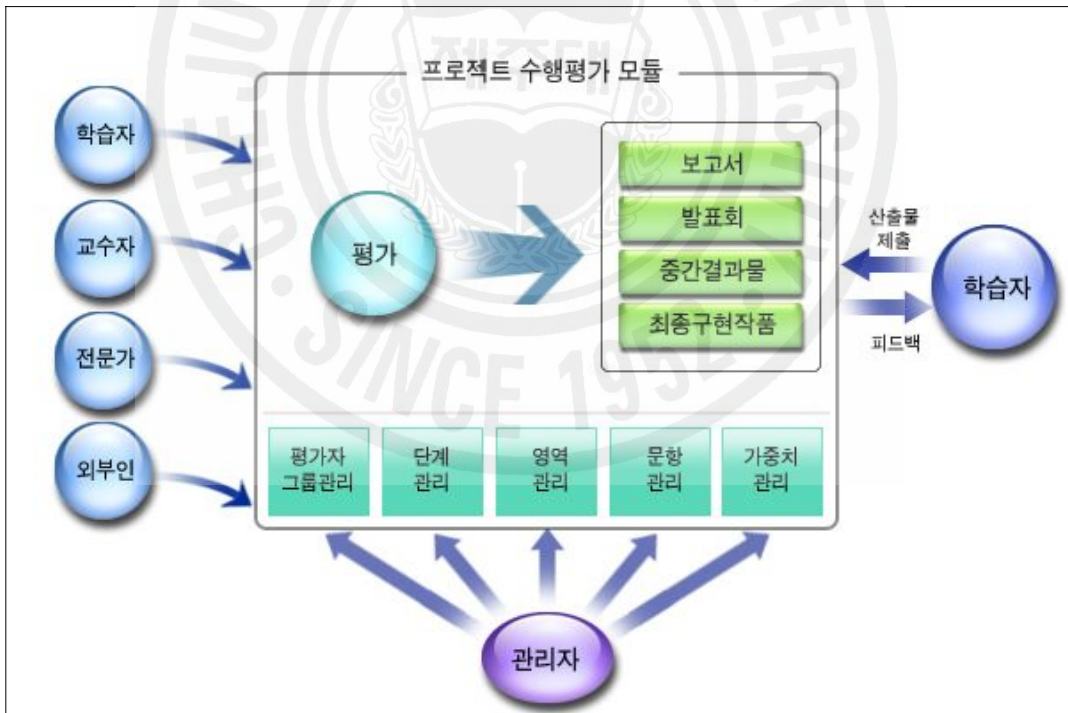 프로젝트 수행평가 모듈
학습자
교수자
전문가
외부인
평가
보고서
발표회
중간결과물
최종구현작품
산출물
제출
피드백
학습자
평가자
그룹관리
단계
관리
영역
관리
문항
관리
가중치
관리
관리자
제주대
SINCE 1952